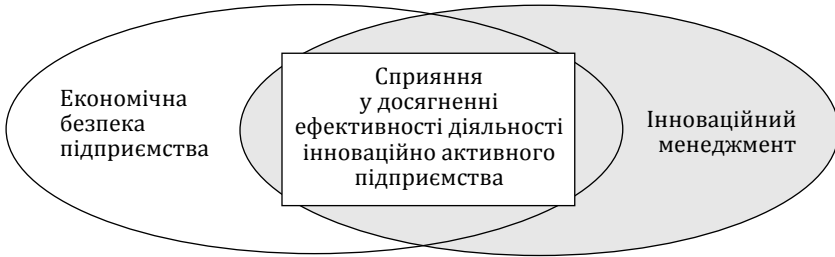 Економічна
безпека
підприємства
Сприяння
у досягненні
ефективності діяльності
інноваційно активного
підприємства
Інноваційний
менеджмент